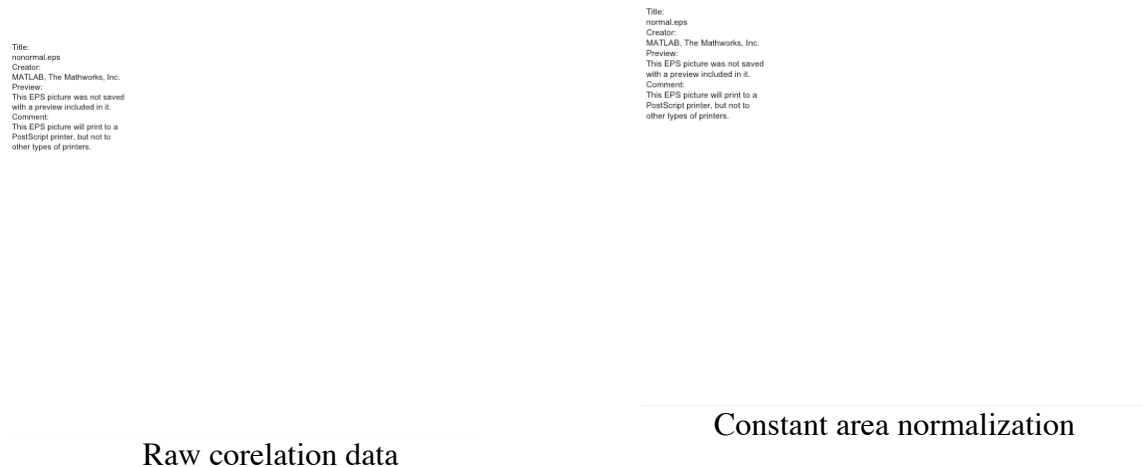 Title:
nonormal.eps
Creator:
MATLAB, The Mathworks, Inc.
Preview:
This EPS picture was not saved
with a preview included in it.
Comment:
This EPS picture will print to a
PostScript printer, but not to
other types of printers.
Raw corelation data
Title:
normal.eps
Creator:
MATLAB, The Mathworks, Inc.
Preview:
This EPS picture was not saved
with a preview included in it.
Comment:
This EPS picture will print to a
PostScript printer, but not to
other types of printers.
Constant area normalization